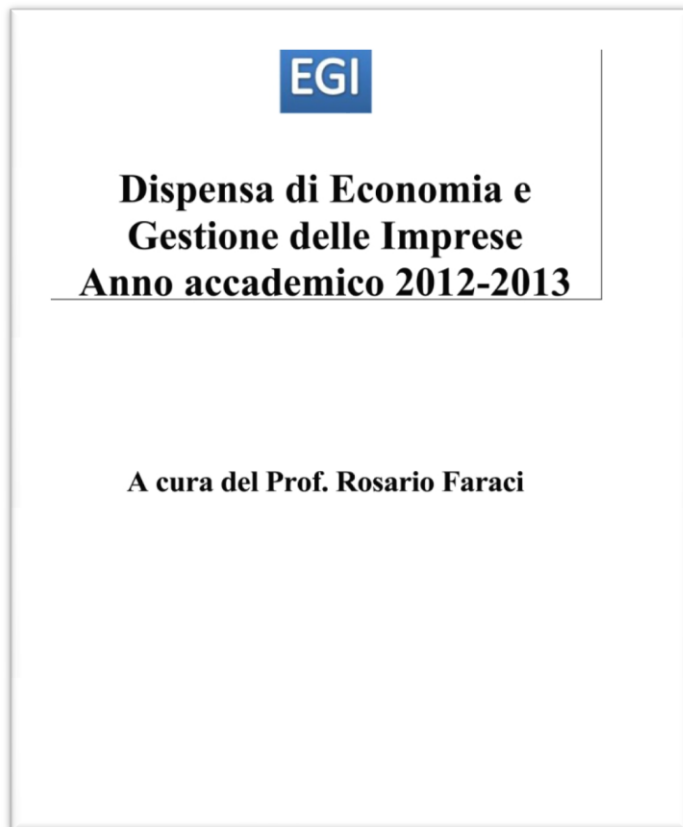 EGI
Dispensa di Economia e
Gestione delle Imprese
Anno accademico 2012-2013
A cura del Prof. Rosario Faraci